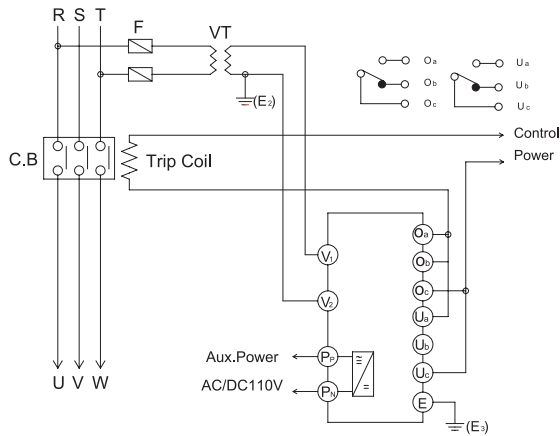 R S T F VT
(E₂)
Oa Ua
Ob Ub
Oc Uc
Control
Power
C.B Trip Coil
Oa
V₁
Ob
Oc
V₂
Ua
Ub
Aux.Power PP ≂
Uc
AC/DC110V PN =
U V W
E
(E₃)